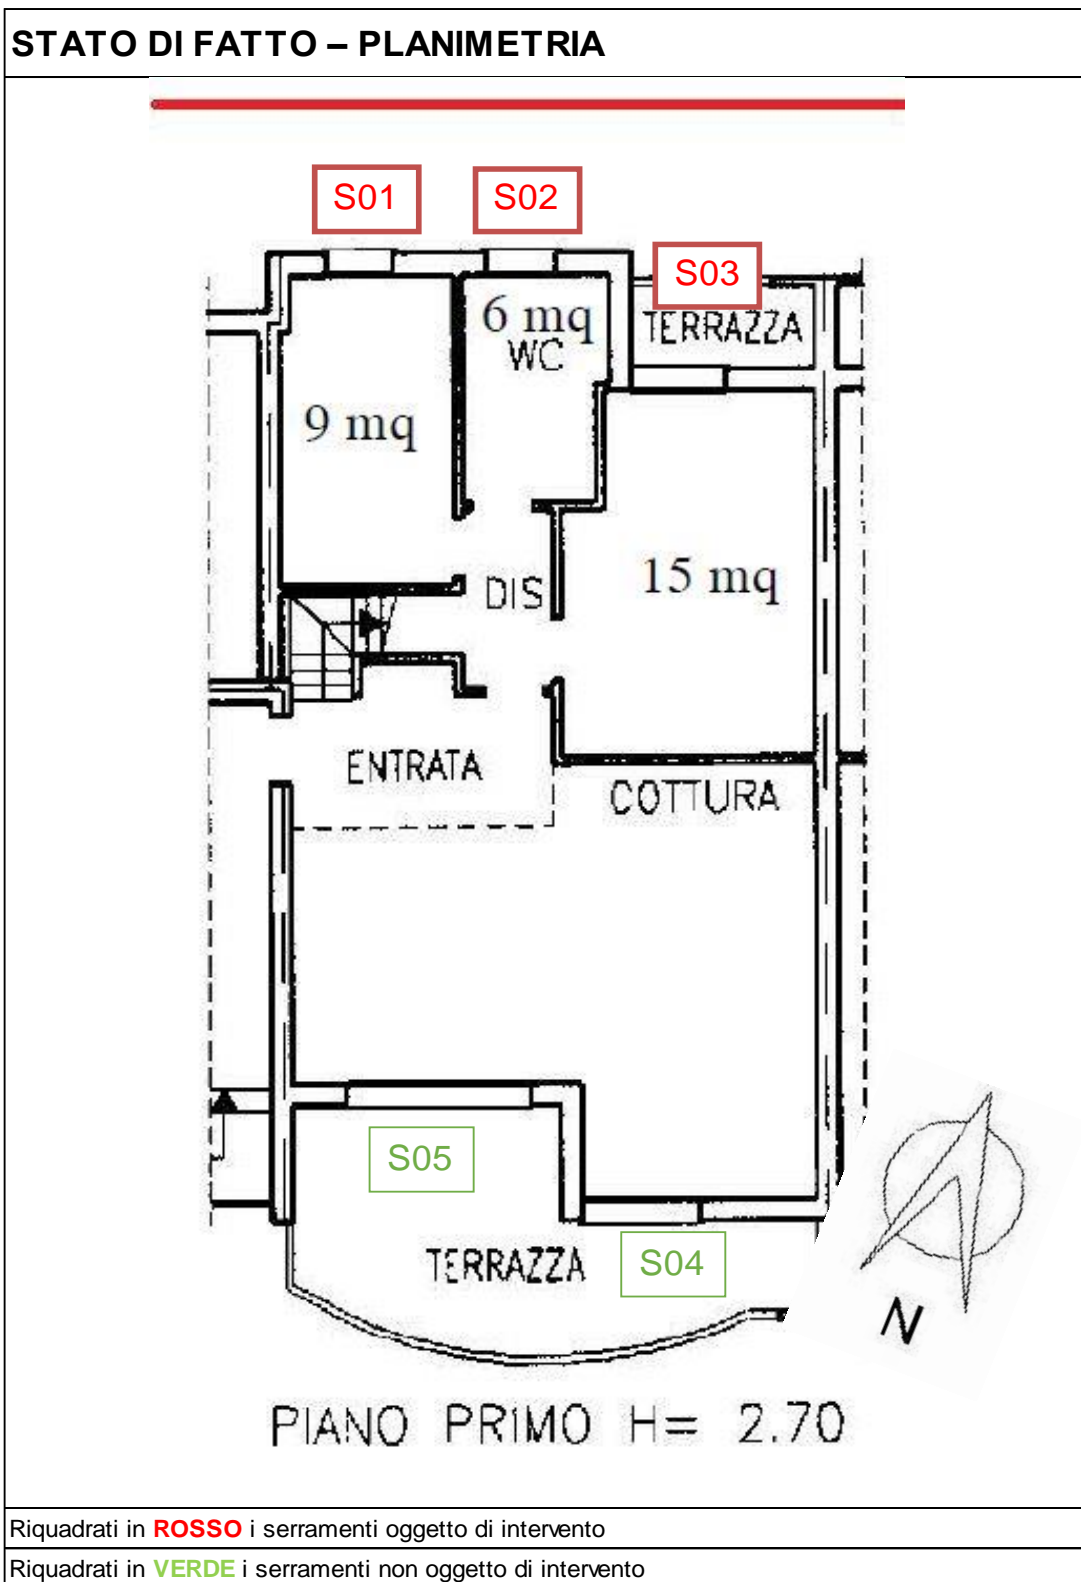 STATO DI FATTO – PLANIMETRIA
S01
S02
S03
6 mq
WC
TERRAZZA
9 mq
15 mq
DIS
ENTRATA
COTTURA
S05
S04
TERRAZZA
N
PIANO PRIMO H= 2.70
Riquadrati in ROSSO i serramenti oggetto di intervento
Riquadrati in VERDE i serramenti non oggetto di intervento